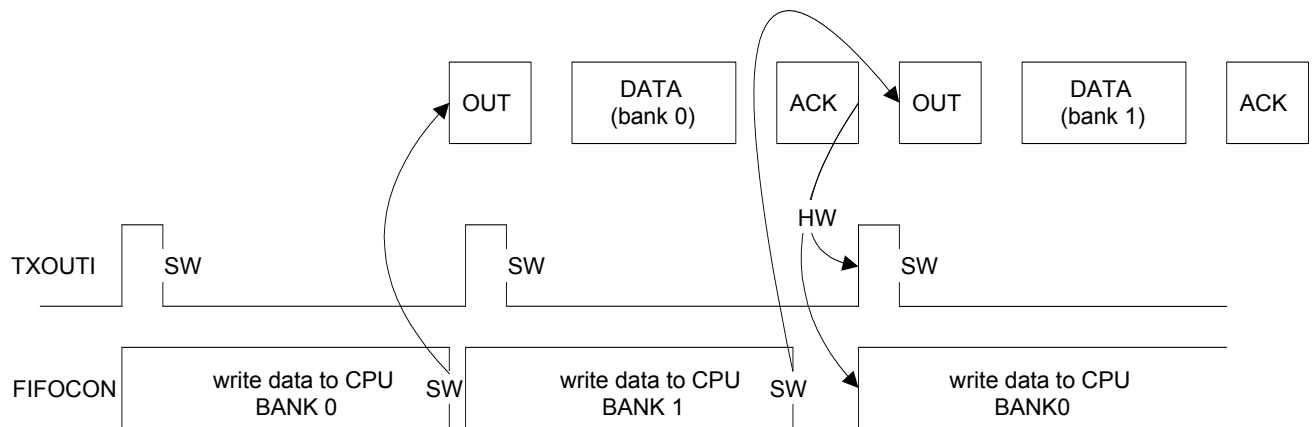 OUT
DATA
(bank 0)
ACK
OUT
DATA
(bank 1)
ACK
HW
TXOUTI
SW
SW
SW
FIFOCON
write data to CPU
BANK 0
SW
write data to CPU
BANK 1
SW
write data to CPU
BANK0